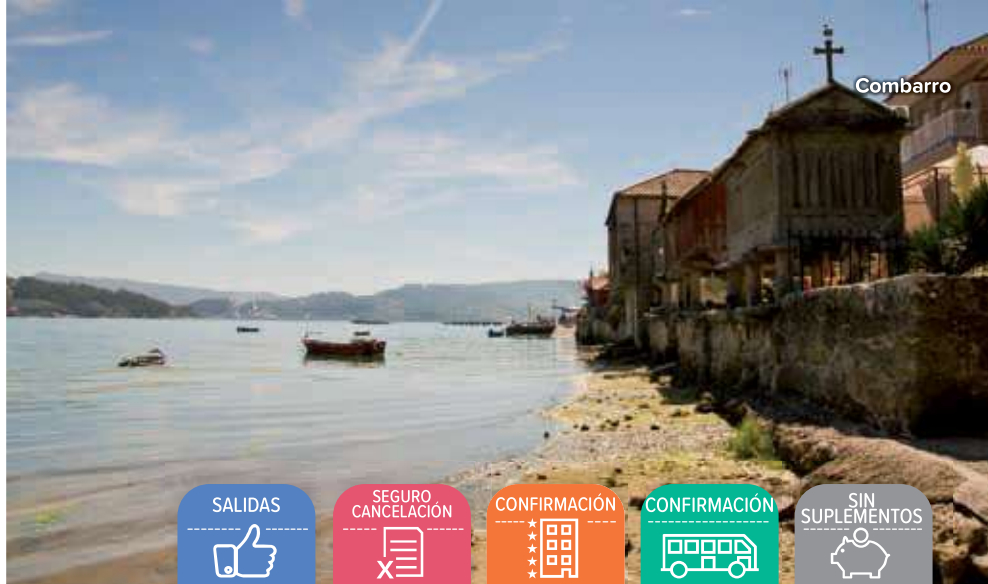 Combarro
SALIDAS
SEGURO
CANCELACIÓN
CONFIRMACIÓN
CONFIRMACIÓN
SIN
SUPLEMENTOS